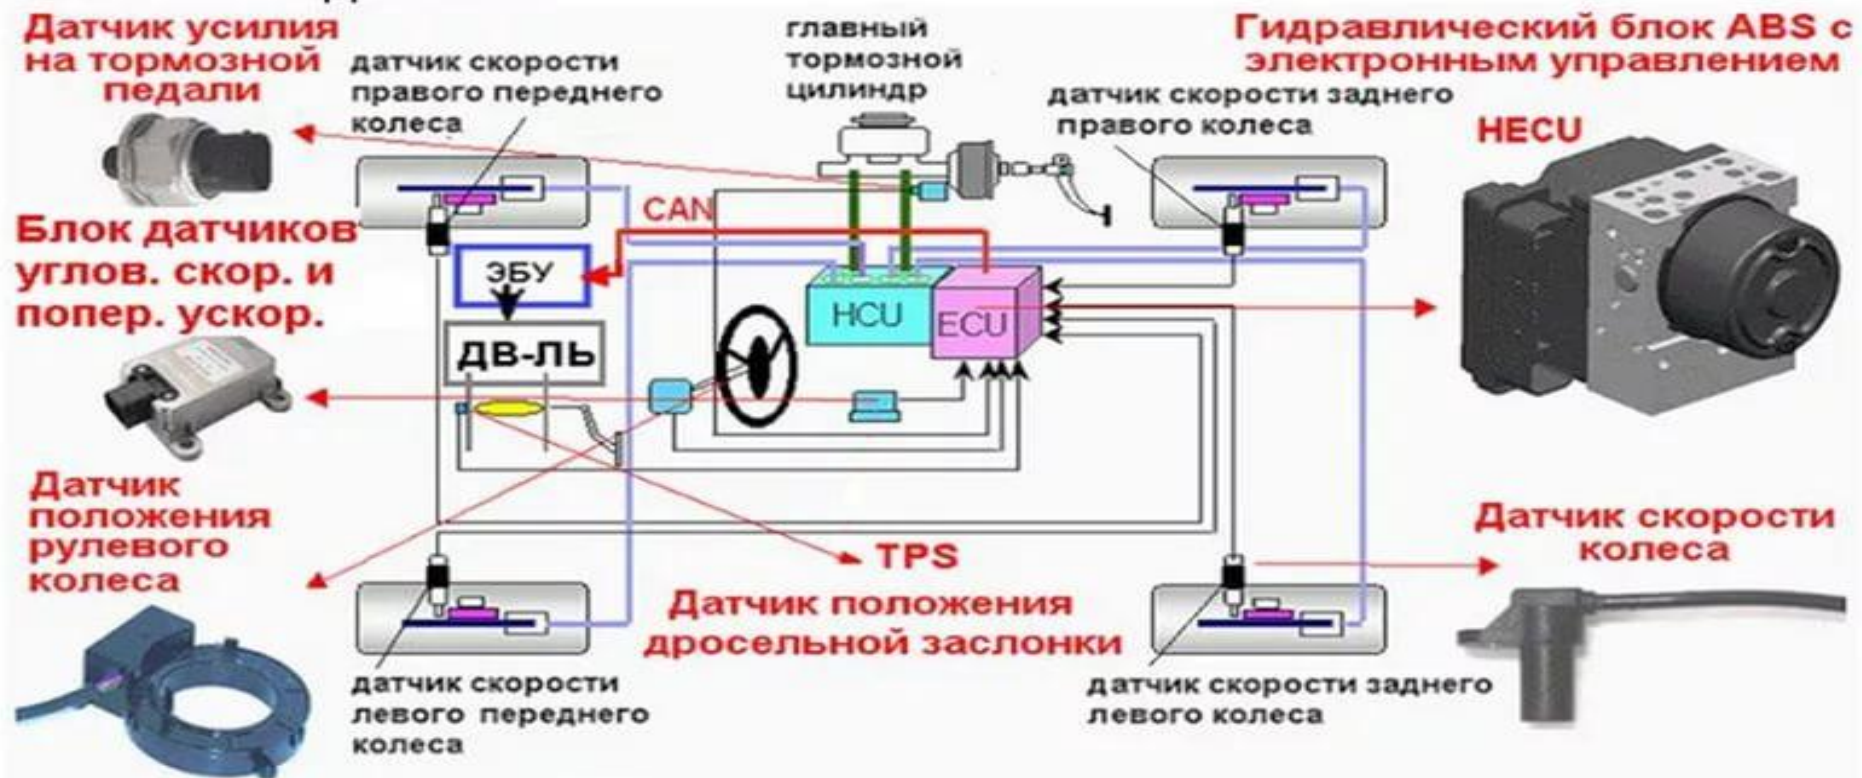 Датчик усилия
на тормозной
педали
датчик скорости
правого переднего
колеса
главный
тормозной
цилиндр
датчик скорости заднего
правого колеса
Гидравлический блок ABS с
электронным управлением
HECU
Блок датчиков
углов. скор. и
попер. ускор.
CAN
ЭБУ
HCU
ECU
ДВ-ЛЬ
Датчик
положения
рулевого
колеса
TPS
Датчик положения
дросельной заслонки
Датчик скорости
колеса
датчик скорости
левого переднего
колеса
датчик скорости заднего
левого колеса